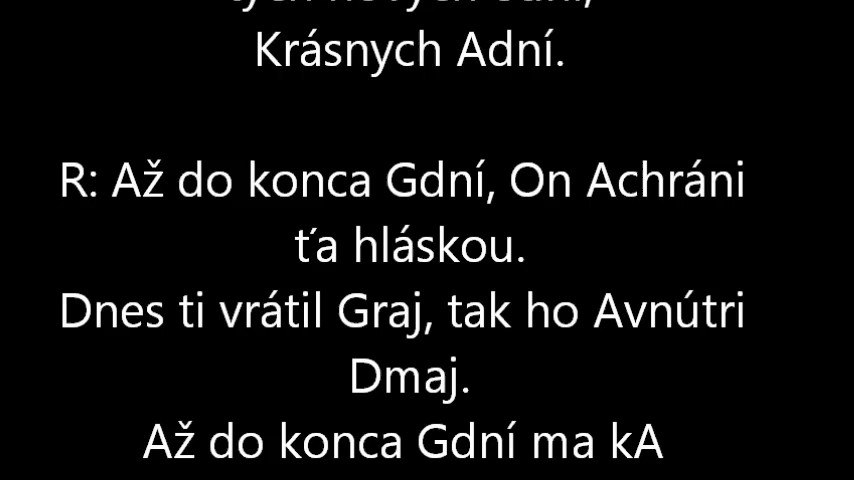 Krásnych Adní.
R: Až do konca Gdní, On Achráni
ťa hláskou.
Dnes ti vrátil Graj, tak ho Avnútri
Dmaj.
Až do konca Gdní ma kA